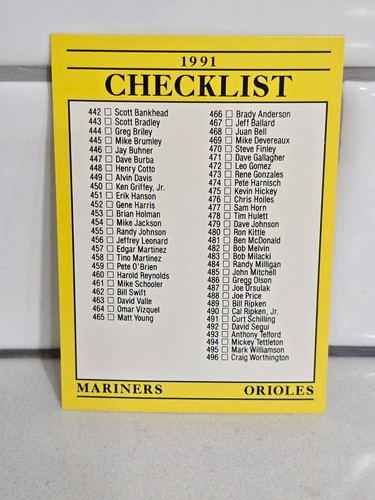 1991
CHECKLIST
442 □ Scott Bankhead
443 □ Scott Bradley
444 □ Greg Briley
445 □ Mike Brumley
446 □ Jay Buhner
447 □ Dave Burba
448 □ Henry Cotto
449 □ Alvin Davis
450 □ Ken Griffey, Jr.
451 □ Erik Hanson
452 □ Gene Harris
453 □ Brian Holman
454 □ Mike Jackson
455 □ Randy Johnson
456 □ Jeffrey Leonard
457 □ Edgar Martinez
458 □ Tino Martinez
459 □ Pete O'Brien
460 □ Harold Reynolds
461 □ Mike Schooler
462 □ Bill Swift
463 □ David Valle
464 □ Omar Vizquel
465 □ Matt Young
466 □ Brady Anderson
467 □ Jeff Ballard
468 □ Juan Bell
469 □ Mike Devereaux
470 □ Steve Finley
471 □ Dave Gallagher
472 □ Leo Gomez
473 □ Rene Gonzales
474 □ Pete Harnisch
475 □ Kevin Hickey
476 □ Chris Hoiles
477 □ Sam Horn
478 □ Tim Hulett
479 □ Dave Johnson
480 □ Ron Kittle
481 □ Ben McDonald
482 □ Bob Melvin
483 □ Bob Milacki
484 □ Randy Milligan
485 □ John Mitchell
486 □ Gregg Olson
487 □ Joe Orsulak
488 □ Joe Price
489 □ Bill Ripken
490 □ Cal Ripken, Jr.
491 □ Curt Schilling
492 □ David Segui
493 □ Anthony Telford
494 □ Mickey Tettleton
495 □ Mark Williamson
496 □ Craig Worthington
MARINERS
ORIOLES